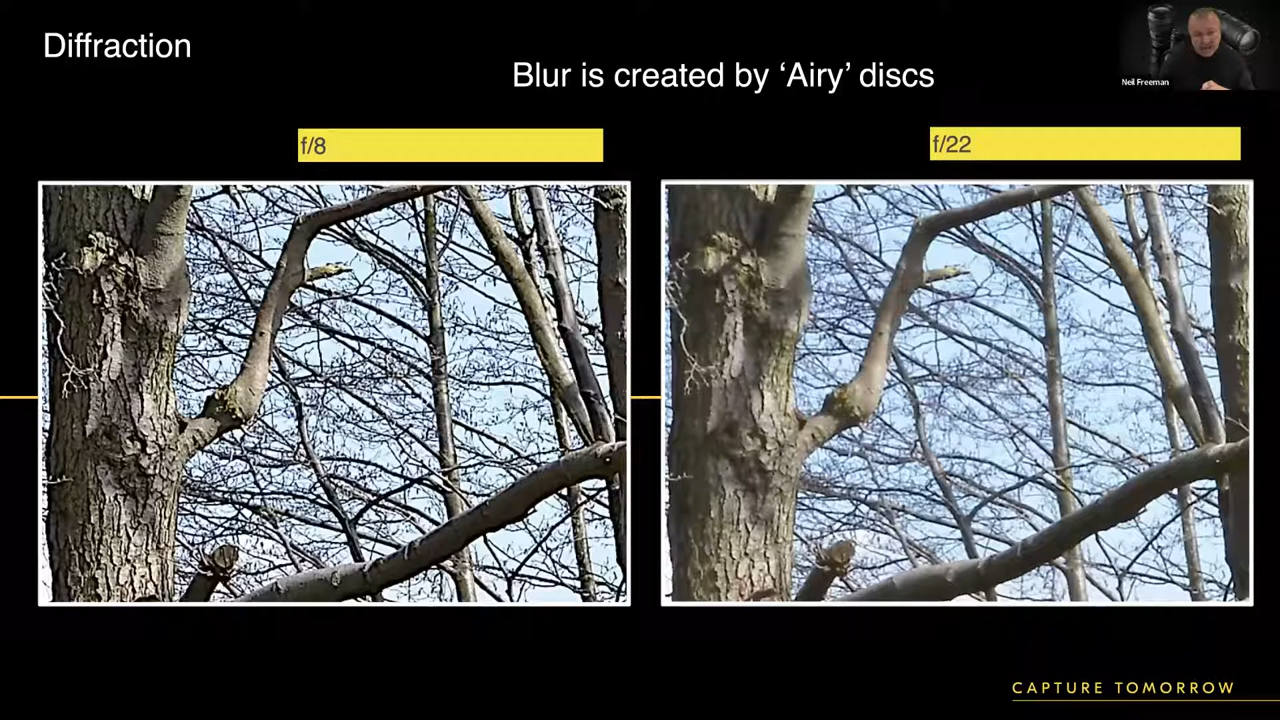 Diffraction
Blur is created by ‘Airy’ discs
Neil Freeman
f/8
f/22
CAPTURE TOMORROW